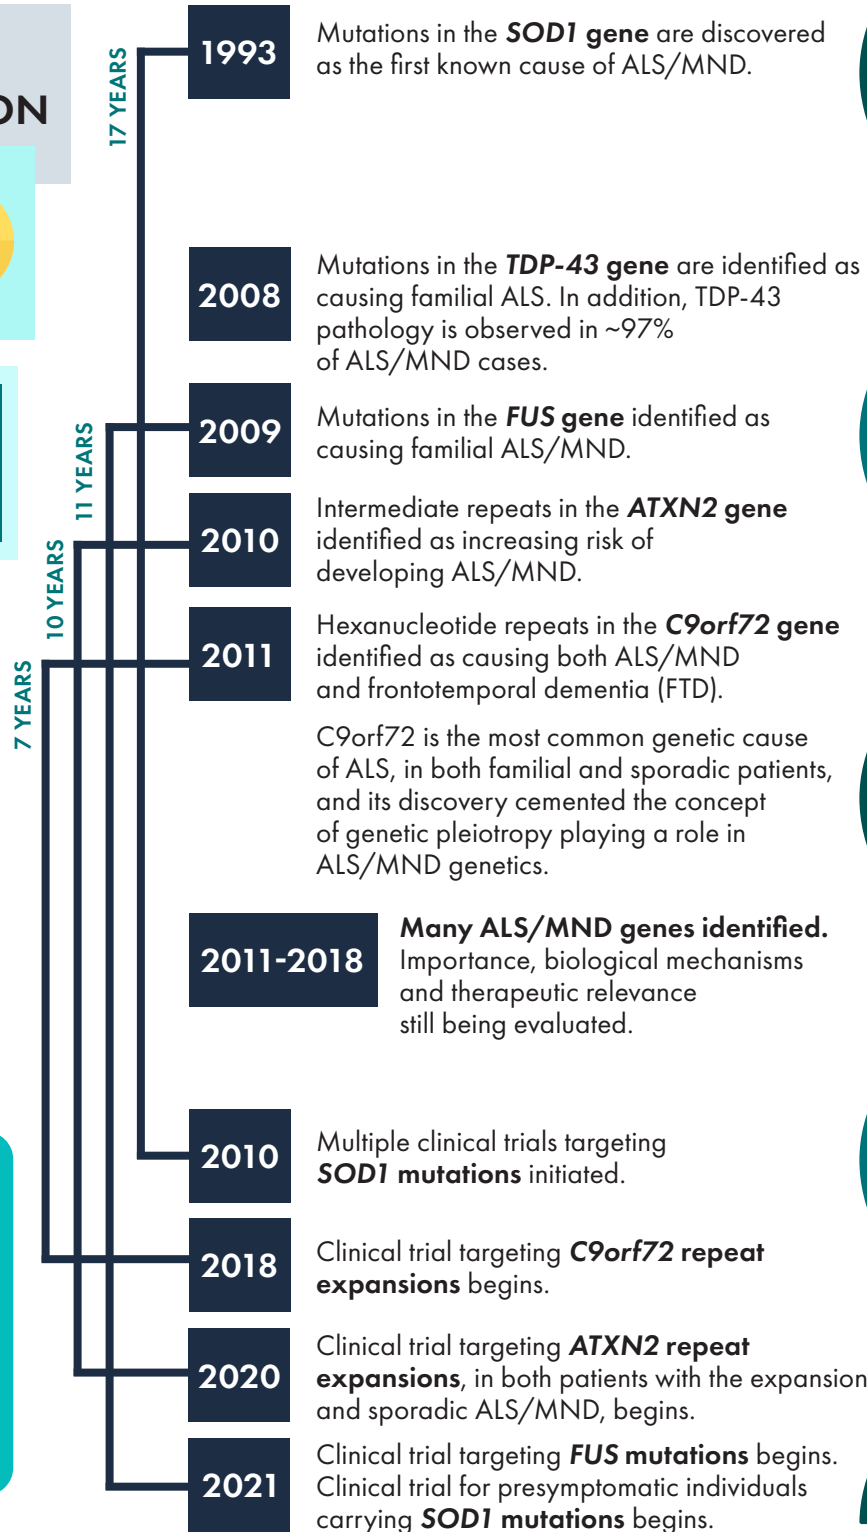 ON
17 YEARS
1993
Mutations in the SOD1 gene are discovered
as the first known cause of ALS/MND.
2008
Mutations in the TDP-43 gene are identified as
causing familial ALS. In addition, TDP-43
pathology is observed in ~97%
of ALS/MND cases.
11 YEARS
2009
Mutations in the FUS gene identified as
causing familial ALS/MND.
10 YEARS
2010
Intermediate repeats in the ATXN2 gene
identified as increasing risk of
developing ALS/MND.
7 YEARS
2011
Hexanucleotide repeats in the C9orf72 gene
identified as causing both ALS/MND
and frontotemporal dementia (FTD).
C9orf72 is the most common genetic cause
of ALS, in both familial and sporadic patients,
and its discovery cemented the concept
of genetic pleiotropy playing a role in
ALS/MND genetics.
2011-2018
Many ALS/MND genes identified.
Importance, biological mechanisms
and therapeutic relevance
still being evaluated.
2010
Multiple clinical trials targeting
SOD1 mutations initiated.
2018
Clinical trial targeting C9orf72 repeat
expansions begins.
2020
Clinical trial targeting ATXN2 repeat
expansions, in both patients with the expansion
and sporadic ALS/MND, begins.
2021
Clinical trial targeting FUS mutations begins.
Clinical trial for presymptomatic individuals
carrying SOD1 mutations begins.